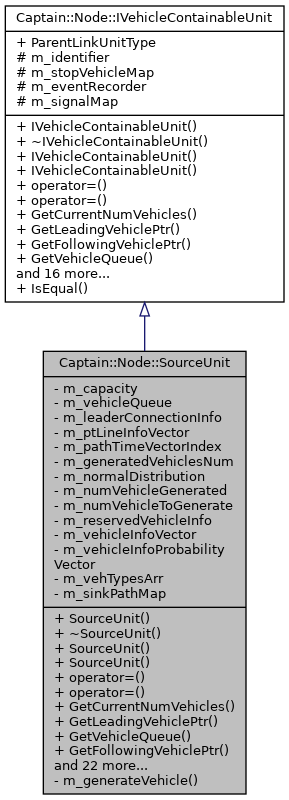 Captain::Node::IVehicleContainableUnit
+ ParentLinkUnitType
# m_identifier
# m_stopVehicleMap
# m_eventRecorder
# m_signalMap
+ IVehicleContainableUnit()
+ ~IVehicleContainableUnit()
+ IVehicleContainableUnit()
+ IVehicleContainableUnit()
+ operator=()
+ operator=()
+ GetCurrentNumVehicles()
+ GetLeadingVehiclePtr()
+ GetFollowingVehiclePtr()
+ GetVehicleQueue()
and 16 more...
+ IsEqual()
Captain::Node::SourceUnit
- m_capacity
- m_vehicleQueue
- m_leaderConnectionInfo
- m_ptLineInfoVector
- m_pathTimeVectorIndex
- m_generatedVehiclesNum
- m_normalDistribution
- m_numVehicleGenerated
- m_numVehicleToGenerate
- m_reservedVehicleInfo
- m_vehicleInfoVector
- m_vehicleInfoProbability
Vector
- m_vehTypesArr
- m_sinkPathMap
+ SourceUnit()
+ ~SourceUnit()
+ SourceUnit()
+ SourceUnit()
+ operator=()
+ operator=()
+ GetCurrentNumVehicles()
+ GetLeadingVehiclePtr()
+ GetVehicleQueue()
+ GetFollowingVehiclePtr()
and 22 more...
- m_generateVehicle()